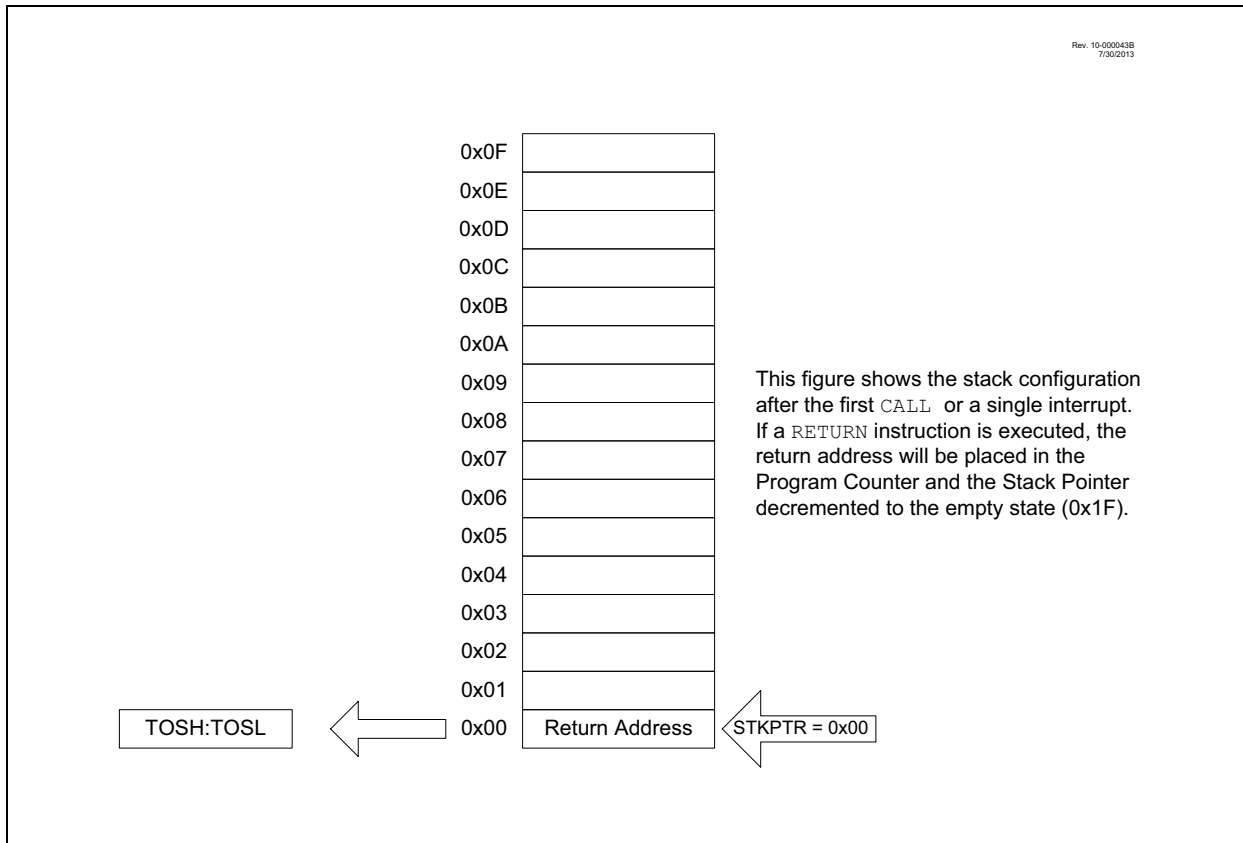 Rev. 10-000043B
7/30/2013
0x0F
0x0E
0x0D
0x0C
0x0B
0x0A
0x09
0x08
0x07
0x06
0x05
0x04
0x03
0x02
0x01
This figure shows the stack configuration
after the first CALL or a single interrupt.
If a RETURN instruction is executed, the
return address will be placed in the
Program Counter and the Stack Pointer
decremented to the empty state (0x1F).
TOSH:TOSL
0x00
Return Address
STKPTR = 0x00